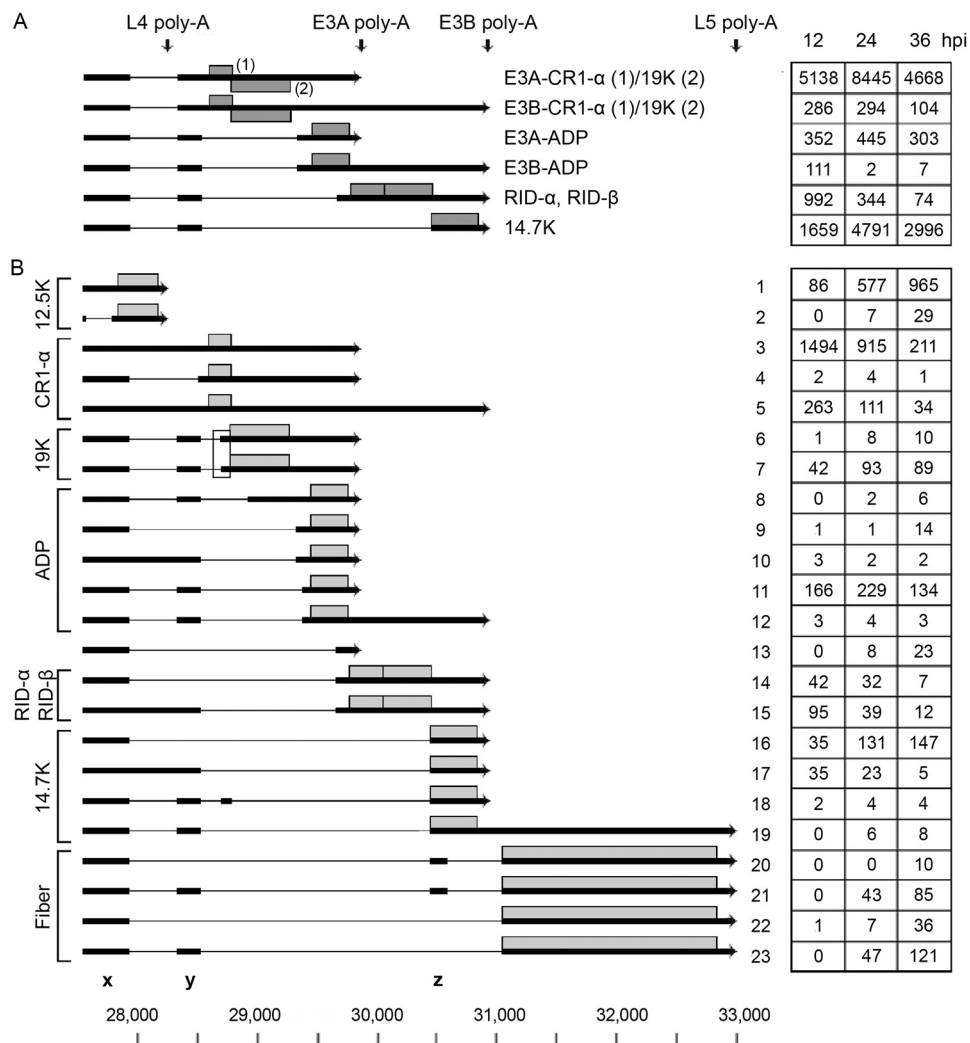 A L4 poly-A E3A poly-A E3B poly-A L5 poly-A
12 24 36 hpi
(1) E3A-CR1-α (1)/19K (2) 5138 8445 4668
(2)
E3B-CR1-α (1)/19K (2) 286 294 104
E3A-ADP 352 445 303
E3B-ADP 111 2 7
RID-α, RID-β 992 344 74
14.7K 1659 4791 2996
B
12.5K
1 86 577 965
2 0 7 29
CR1-α
3 1494 915 211
4 2 4 1
5 263 111 34
19K
6 1 8 10
7 42 93 89
ADP
8 0 2 6
9 1 1 14
10 3 2 2
11 166 229 134
12 3 4 3
13 0 8 23
RID-α
RID-β
14 42 32 7
15 95 39 12
14.7K
16 35 131 147
17 35 23 5
18 2 4 4
19 0 6 8
Fiber
20 0 0 10
21 0 43 85
22 1 7 36
23 0 47 121
x y z
28,000 29,000 30,000 31,000 32,000 33,000